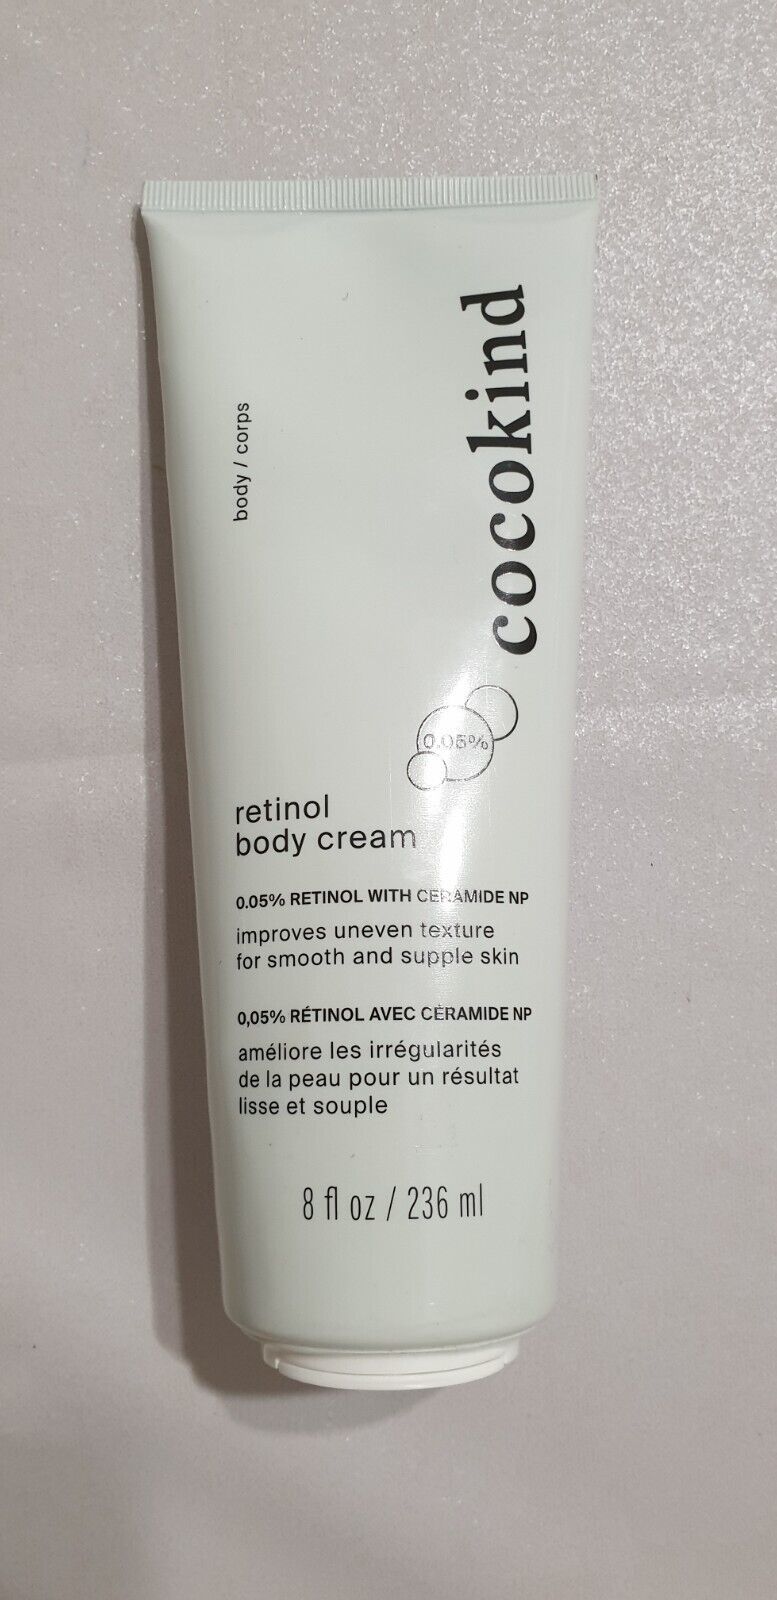 cocokind
body / corps
0.05%
retinol
body cream
0.05% RETINOL WITH CERAMIDE NP
improves uneven texture
for smooth and supple skin
0,05% RÉTINOL AVEC CÉRAMIDE NP
améliore les irrégularités
de la peau pour un résultat
lisse et souple
8 fl oz / 236 ml